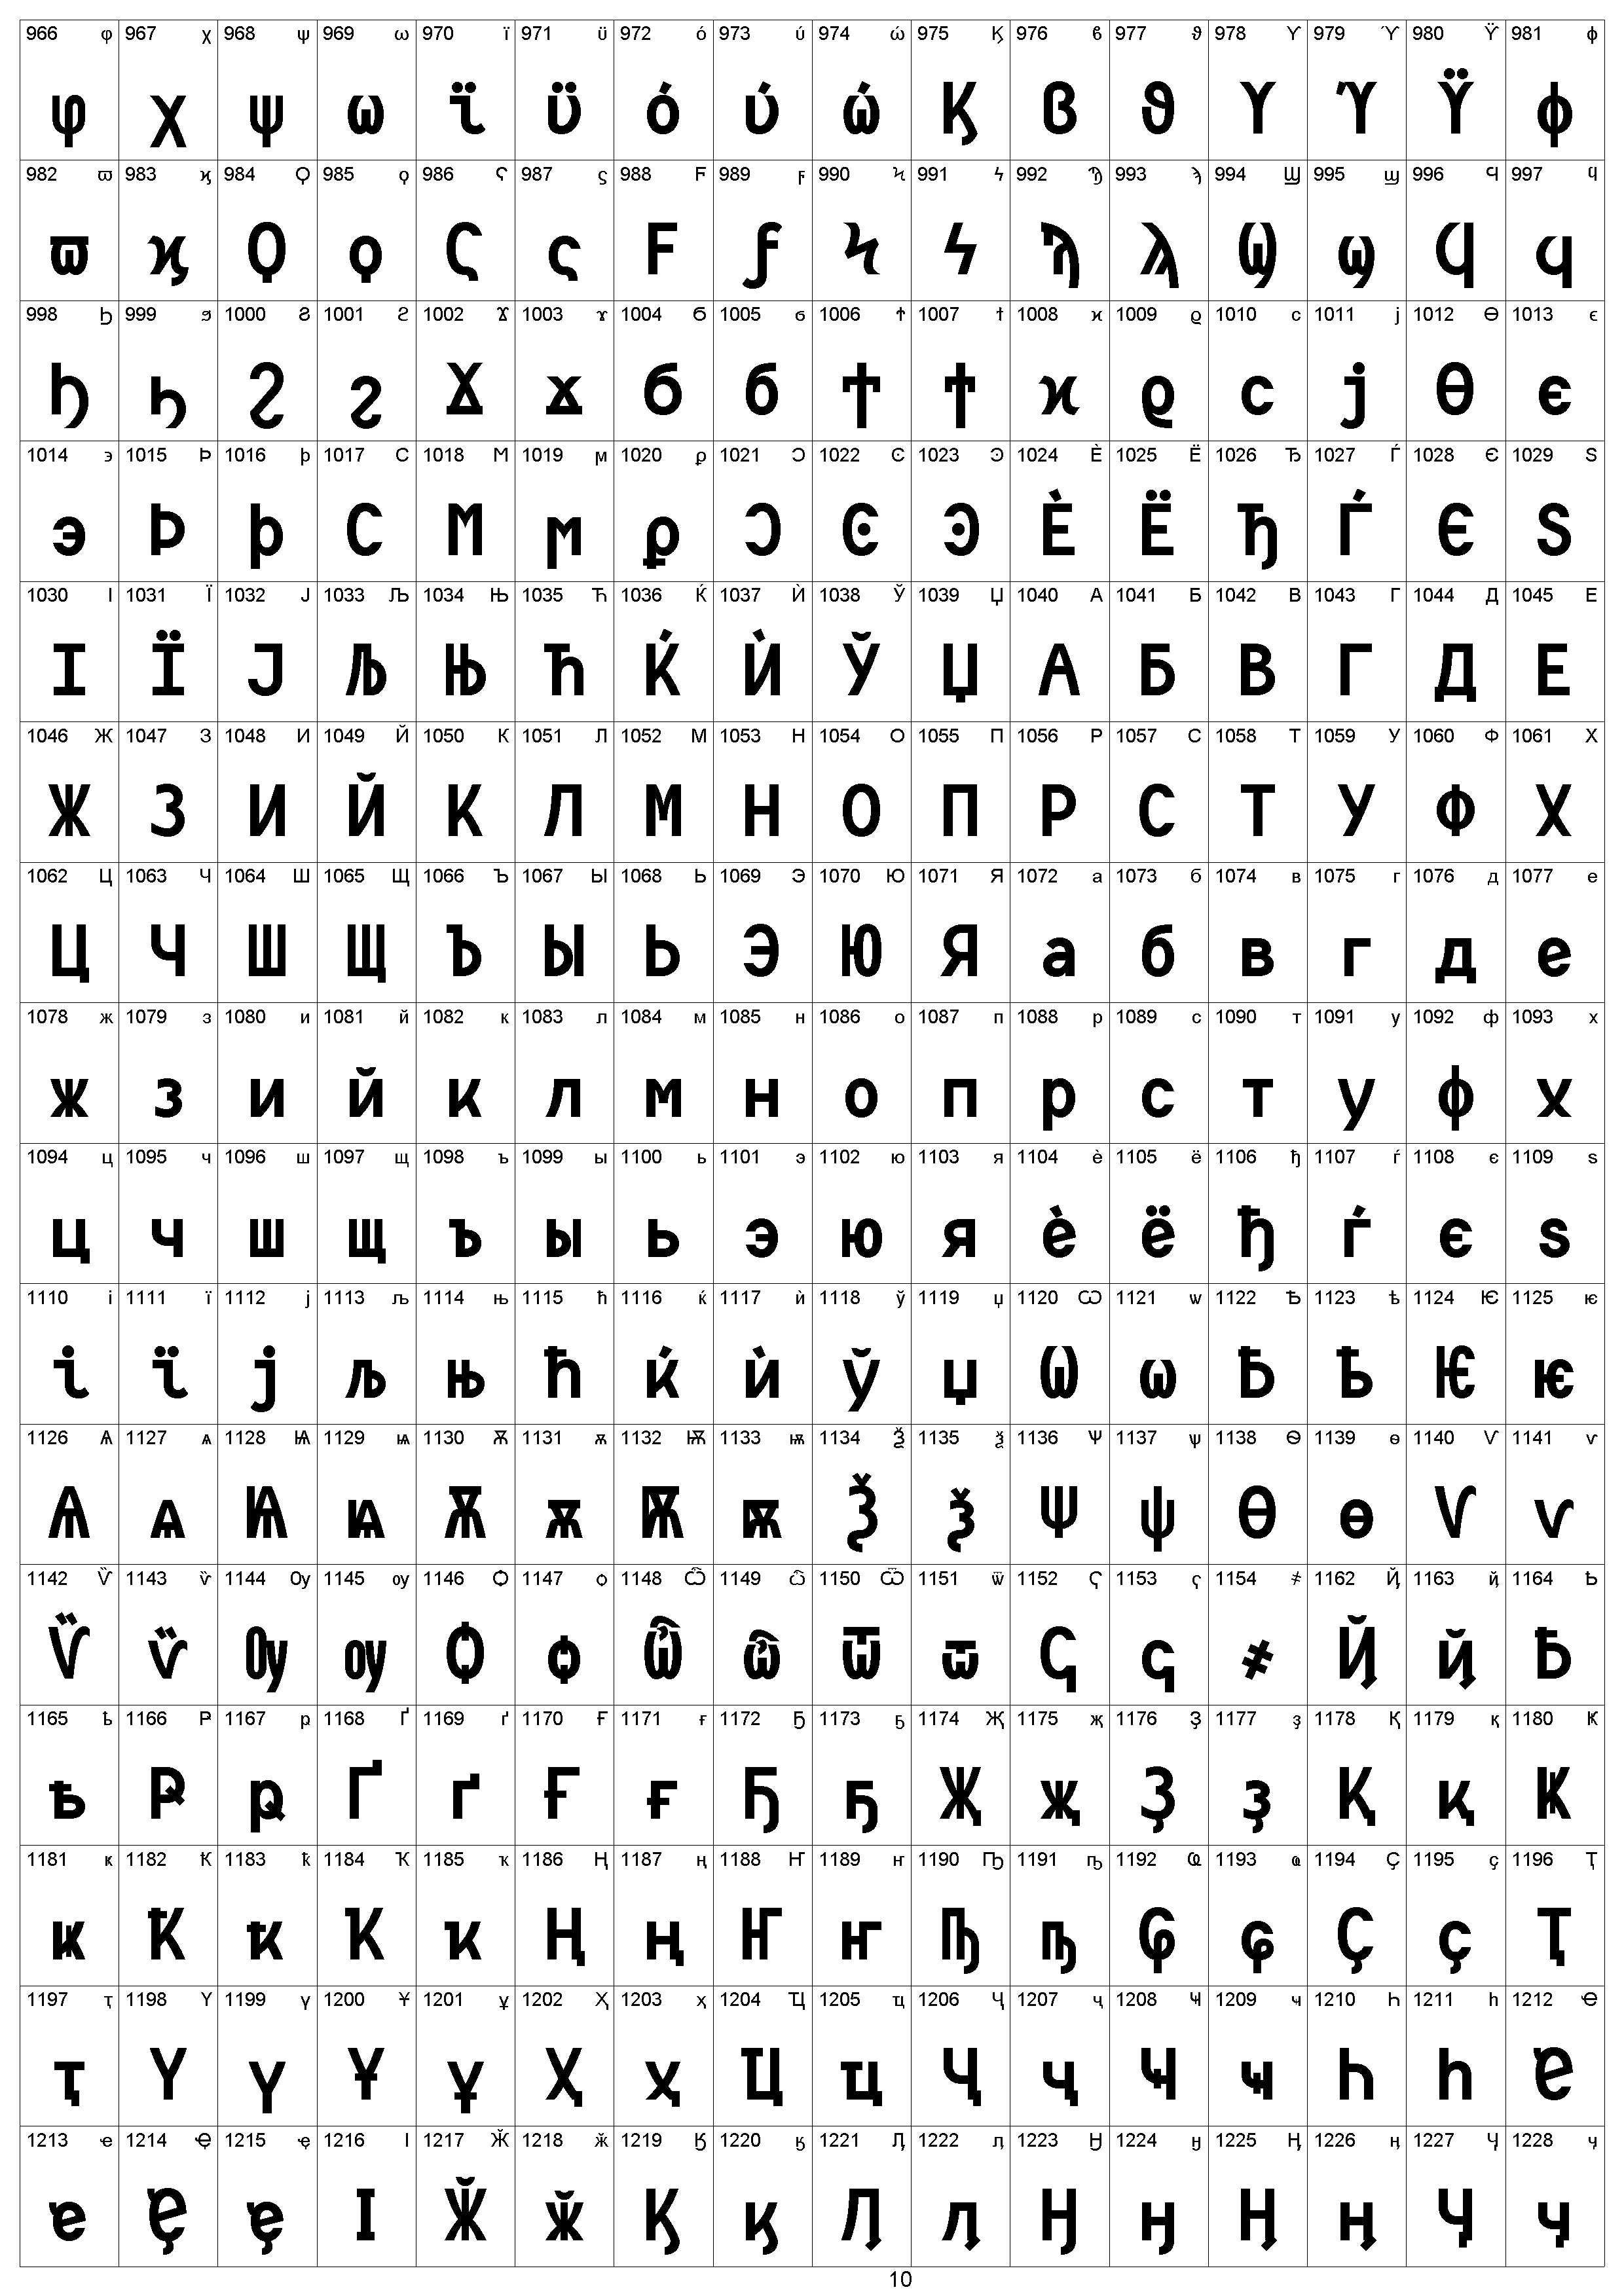 966 φ 967 χ 968 ψ 969 ω 970 ϊ 971 ϋ 972 ό 973 ύ 974 ώ 975 Ϗ 976 ϐ 977 ϑ 978 ϒ 979 ϓ 980 ϔ 981 ϕ
φ χ ψ ω ϊ ϋ ό ύ ώ Ϗ ϐ ϑ ϒ ϓ ϔ ϕ
982 ϖ 983 ϗ 984 Ϙ 985 ϙ 986 Ϛ 987 ϛ 988 Ϝ 989 ϝ 990 Ϟ 991 ϟ 992 Ϡ 993 ϡ 994 Ϣ 995 ϣ 996 Ϥ 997 ϥ
ϖ ϗ Ϙ ϙ Ϛ ϛ Ϝ ϝ Ϟ ϟ Ϡ ϡ Ϣ ϣ Ϥ ϥ
998 Ϧ 999 ϧ 1000 Ϩ 1001 ϩ 1002 Ϫ 1003 ϫ 1004 Ϭ 1005 ϭ 1006 Ϯ 1007 ϯ 1008 ϰ 1009 ϱ 1010 ϲ 1011 ϳ 1012 ϴ 1013 ϵ
Ϧ ϧ Ϩ ϩ Ϫ ϫ Ϭ ϭ Ϯ ϯ ϰ ϱ ϲ ϳ ϴ ϵ
1014 ϶ 1015 Ϸ 1016 ϸ 1017 Ϲ 1018 Ϻ 1019 ϻ 1020 ϼ 1021 Ͻ 1022 Ͼ 1023 Ͽ 1024 Ѐ 1025 Ё 1026 Ђ 1027 Ѓ 1028 Є 1029 Ѕ
϶ Ϸ ϸ Ϲ Ϻ ϻ ϼ Ͻ Ͼ Ͽ Ѐ Ё Ђ Ѓ Є Ѕ
1030 І 1031 Ї 1032 Ј 1033 Љ 1034 Њ 1035 Ћ 1036 Ќ 1037 Ѝ 1038 Ў 1039 Џ 1040 А 1041 Б 1042 В 1043 Г 1044 Д 1045 Е
І Ї Ј Љ Њ Ћ Ќ Ѝ Ў Џ А Б В Г Д Е
1046 Ж 1047 З 1048 И 1049 Й 1050 К 1051 Л 1052 М 1053 Н 1054 О 1055 П 1056 Р 1057 С 1058 Т 1059 У 1060 Ф 1061 Х
Ж З И Й К Л М Н О П Р С Т У Ф Х
1062 Ц 1063 Ч 1064 Ш 1065 Щ 1066 Ъ 1067 Ы 1068 Ь 1069 Э 1070 Ю 1071 Я 1072 а 1073 б 1074 в 1075 г 1076 д 1077 е
Ц Ч Ш Щ Ъ Ы Ь Э Ю Я а б в г д е
1078 ж 1079 з 1080 и 1081 й 1082 к 1083 л 1084 м 1085 н 1086 о 1087 п 1088 р 1089 с 1090 т 1091 у 1092 ф 1093 х
ж з и й к л м н о п р с т у ф х
1094 ц 1095 ч 1096 ш 1097 щ 1098 ъ 1099 ы 1100 ь 1101 э 1102 ю 1103 я 1104 ѐ 1105 ё 1106 ђ 1107 ѓ 1108 є 1109 ѕ
ц ч ш щ ъ ы ь э ю я ѐ ё ђ ѓ є ѕ
1110 і 1111 ї 1112 ј 1113 љ 1114 њ 1115 ћ 1116 ќ 1117 ѝ 1118 ў 1119 џ 1120 Ѡ 1121 ѡ 1122 Ѣ 1123 ѣ 1124 Ѥ 1125 ѥ
і ї ј љ њ ћ ќ ѝ ў џ Ѡ ѡ Ѣ ѣ Ѥ ѥ
1126 Ѧ 1127 ѧ 1128 Ѩ 1129 ѩ 1130 Ѫ 1131 ѫ 1132 Ѭ 1133 ѭ 1134 Ѯ 1135 ѯ 1136 Ѱ 1137 ѱ 1138 Ѳ 1139 ѳ 1140 Ѵ 1141 ѵ
Ѧ ѧ Ѩ ѩ Ѫ ѫ Ѭ ѭ Ѯ ѯ Ѱ ѱ Ѳ ѳ Ѵ ѵ
1142 Ѷ 1143 ѷ 1144 Ѹ 1145 ѹ 1146 Ѻ 1147 ѻ 1148 Ѽ 1149 ѽ 1150 Ѿ 1151 ѿ 1152 Ҁ 1153 ҁ 1154 ҂ 1162 Ҋ 1163 ҋ 1164 Ҍ
Ѷ ѷ Ѹ ѹ Ѻ ѻ Ѽ ѽ Ѿ ѿ Ҁ ҁ ҂ Ҋ ҋ Ҍ
1165 ҍ 1166 Ҏ 1167 ҏ 1168 Ґ 1169 ґ 1170 Ғ 1171 ғ 1172 Ҕ 1173 ҕ 1174 Җ 1175 җ 1176 Ҙ 1177 ҙ 1178 Қ 1179 қ 1180 Ҝ
ҍ Ҏ ҏ Ґ ґ Ғ ғ Ҕ ҕ Җ җ Ҙ ҙ Қ қ Ҝ
1181 ҝ 1182 Ҟ 1183 ҟ 1184 Ҡ 1185 ҡ 1186 Ң 1187 ң 1188 Ҥ 1189 ҥ 1190 Ҧ 1191 ҧ 1192 Ҩ 1193 ҩ 1194 Ҫ 1195 ҫ 1196 Ҭ
ҝ Ҟ ҟ Ҡ ҡ Ң ң Ҥ ҥ Ҧ ҧ Ҩ ҩ Ҫ ҫ Ҭ
1197 ҭ 1198 Ү 1199 ү 1200 Ұ 1201 ұ 1202 Ҳ 1203 ҳ 1204 Ҵ 1205 ҵ 1206 Ҷ 1207 ҷ 1208 Ҹ 1209 ҹ 1210 Һ 1211 һ 1212 Ҽ
ҭ Ү ү Ұ ұ Ҳ ҳ Ҵ ҵ Ҷ ҷ Ҹ ҹ Һ һ Ҽ
1213 ҽ 1214 Ҿ 1215 ҿ 1216 Ӏ 1217 Ӂ 1218 ӂ 1219 Ӄ 1220 ӄ 1221 Ӆ 1222 ӆ 1223 Ӈ 1224 ӈ 1225 Ӊ 1226 ӊ 1227 Ӌ 1228 ӌ
ҽ Ҿ ҿ Ӏ Ӂ ӂ Ӄ ӄ Ӆ ӆ Ӈ ӈ Ӊ ӊ Ӌ ӌ
10